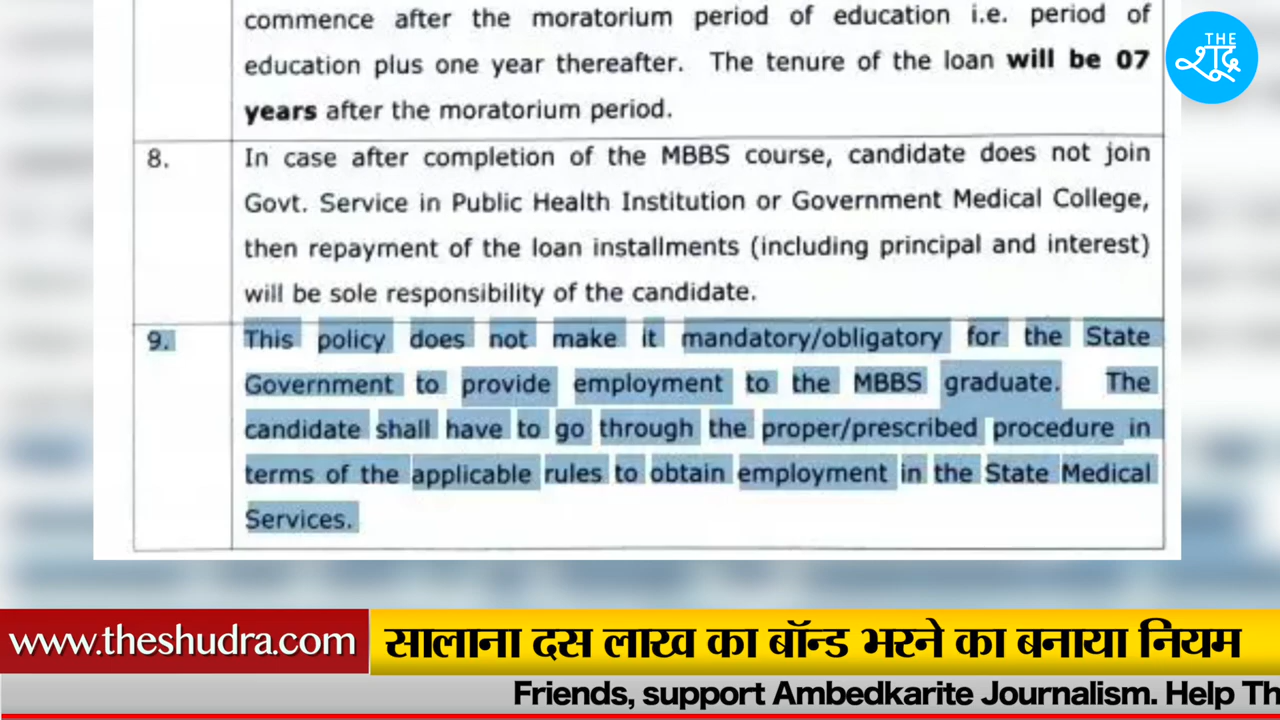 THE
शूद्र
commence after the moratorium period of education i.e. period of
education plus one year thereafter. The tenure of the loan will be 07
years after the moratorium period.
8.
In case after completion of the MBBS course, candidate does not join
Govt. Service in Public Health Institution or Government Medical College,
then repayment of the loan installments (including principal and interest)
will be sole responsibility of the candidate.
9.
This policy does not make it mandatory/obligatory for the State
Government to provide employment to the MBBS graduate. The
candidate shall have to go through the proper/prescribed procedure in
terms of the applicable rules to obtain employment in the State Medical
Services.
www.theshudra.com
सालाना दस लाख का बॉन्ड भरने का बनाया नियम
Friends, support Ambedkarite Journalism. Help Th